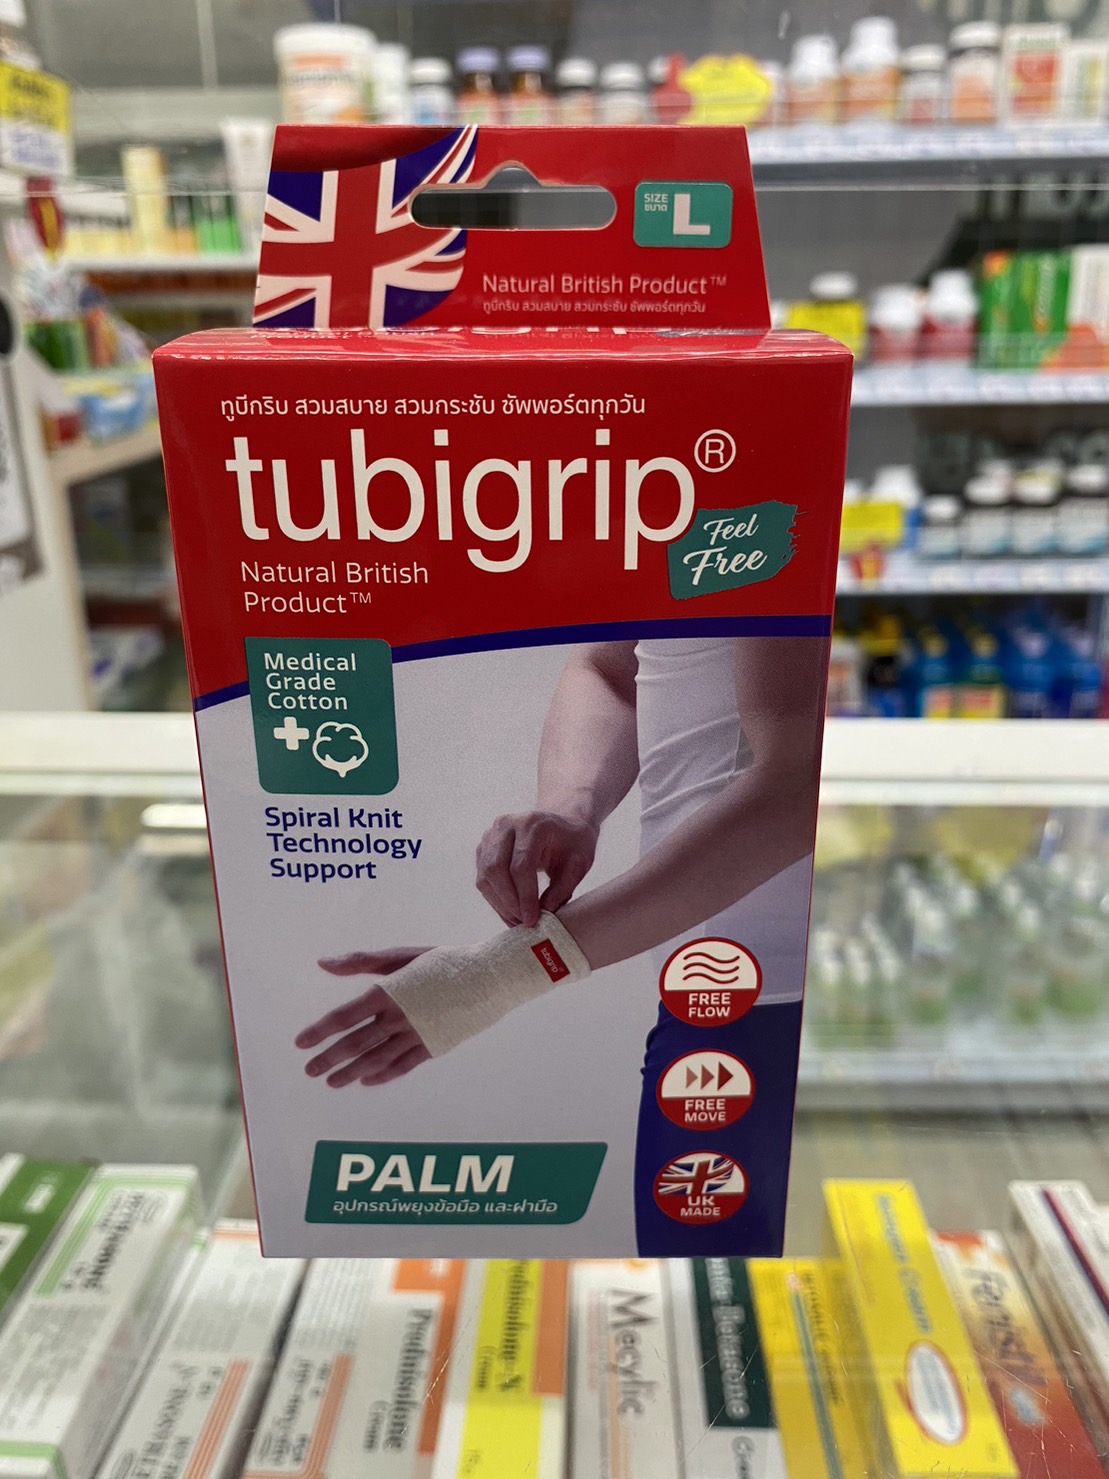 SIZE
ขนาด
L
Natural British Product™
ทูบีกริบ สวมสบาย สวมกระชับ ซัพพอร์ตทุกวัน
ทูบีกริบ สวมสบาย สวมกระชับ ซัพพอร์ตทุกวัน
tubigrip®
Feel
Free
Natural British
Product™
Medical
Grade
Cotton
Spiral Knit
Technology
Support
tubigrip
FREE
FLOW
FREE
MOVE
UK
MADE
PALM
อุปกรณ์พยุงข้อมือ และฝ่ามือ
Prednisolone
Cream
Mecylic
Cream